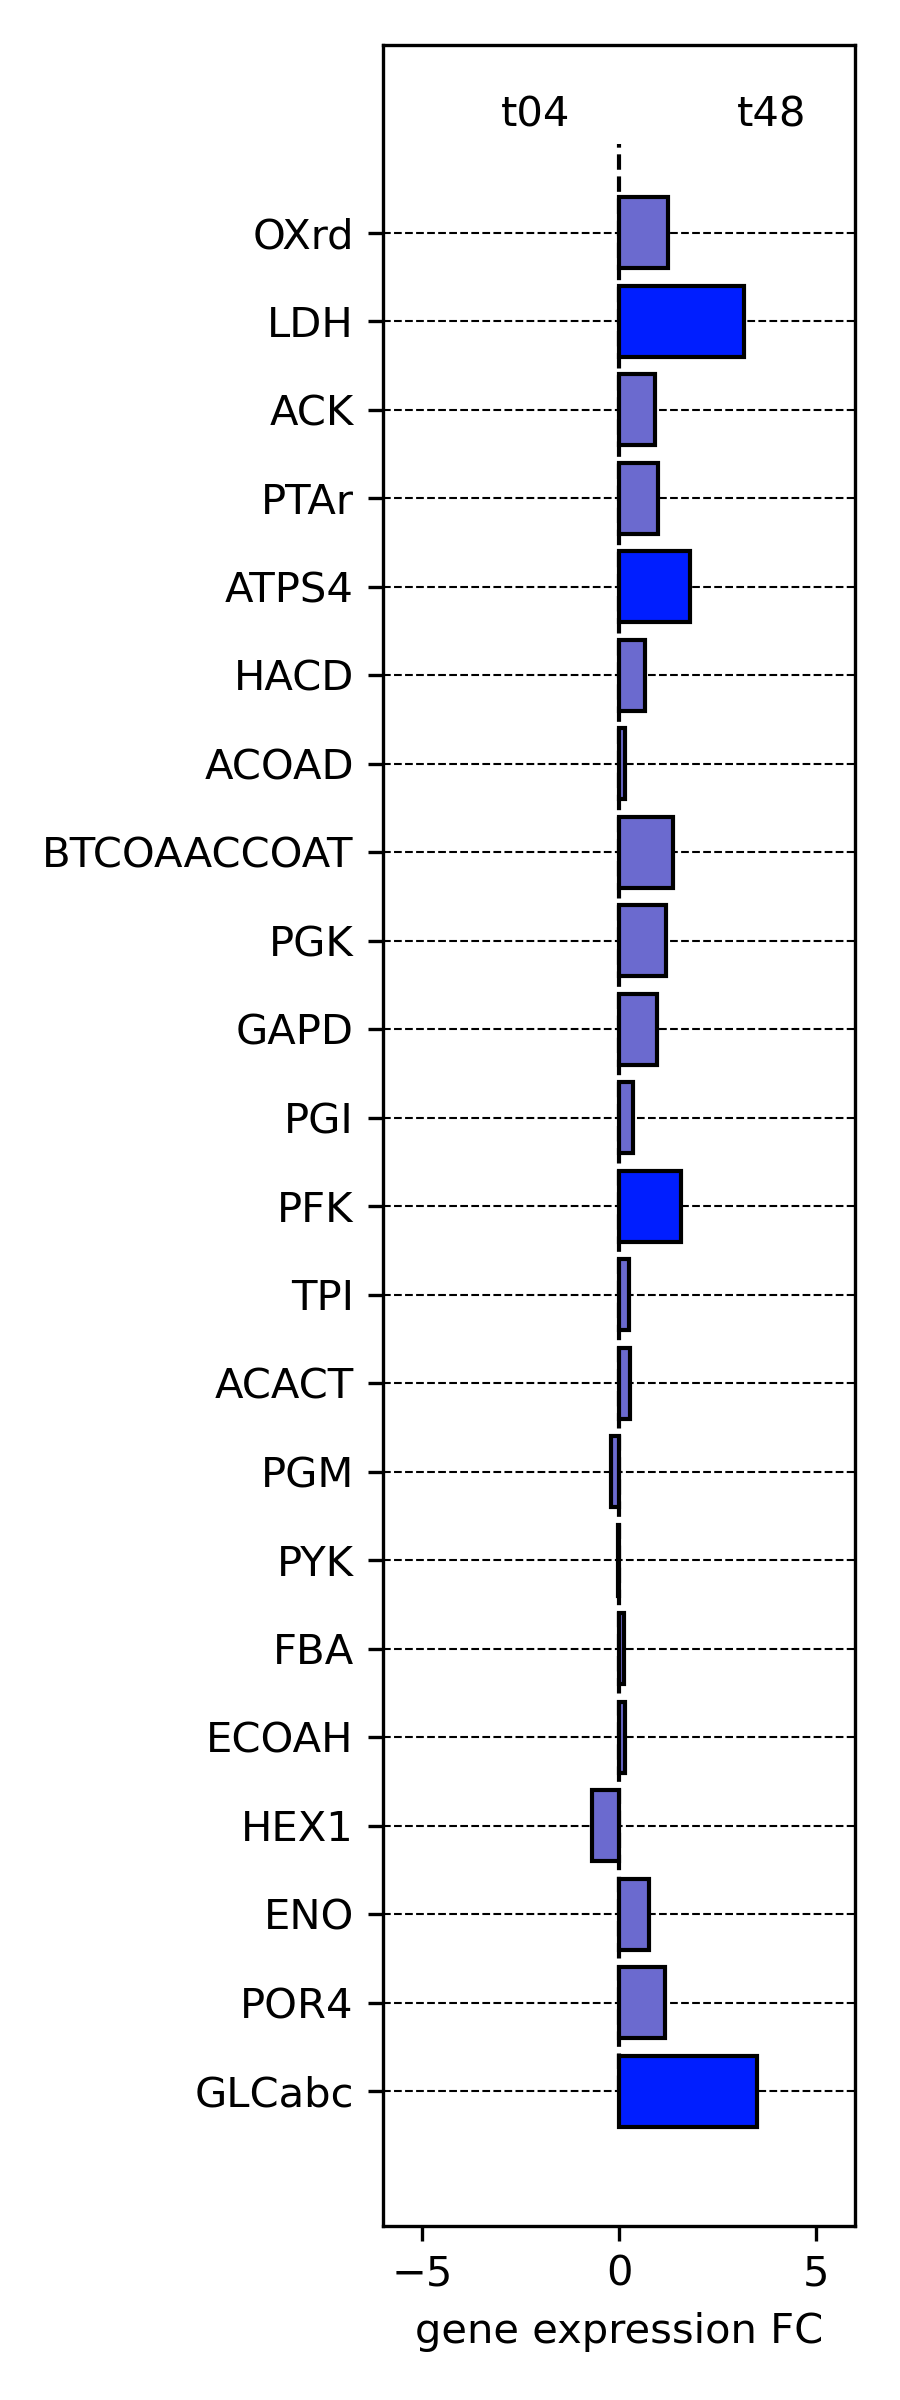 t04 t48
OXrd
LDH
ACK
PTAr
ATPS4
HACD
ACOAD
BTCOAACCOAT
PGK
GAPD
PGI
PFK
TPI
ACACT
PGM
PYK
FBA
ECOAH
HEX1
ENO
POR4
GLCabc
−5 0 5
gene expression FC